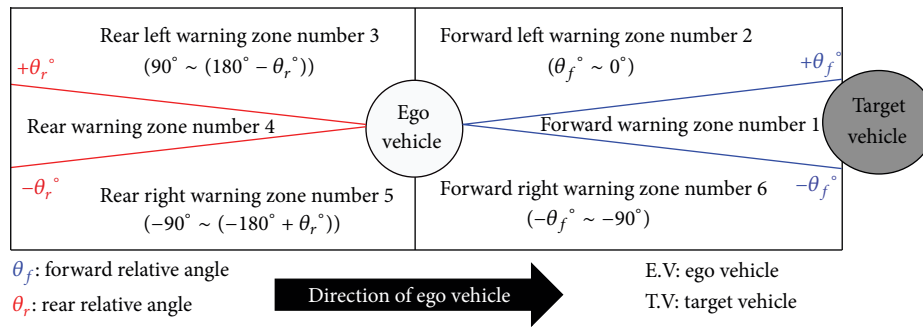 Rear left warning zone number 3
(90° ~ (180° − θr°))
Forward left warning zone number 2
(θf° ~ 0°)
+θr°
+θf°
Rear warning zone number 4
Ego
vehicle
Forward warning zone number 1
Target
vehicle
−θr°
−θf°
Rear right warning zone number 5
(−90° ~ (−180° + θr°))
Forward right warning zone number 6
(−θf° ~ −90°)
θf: forward relative angle
θr: rear relative angle
Direction of ego vehicle
E.V: ego vehicle
T.V: target vehicle